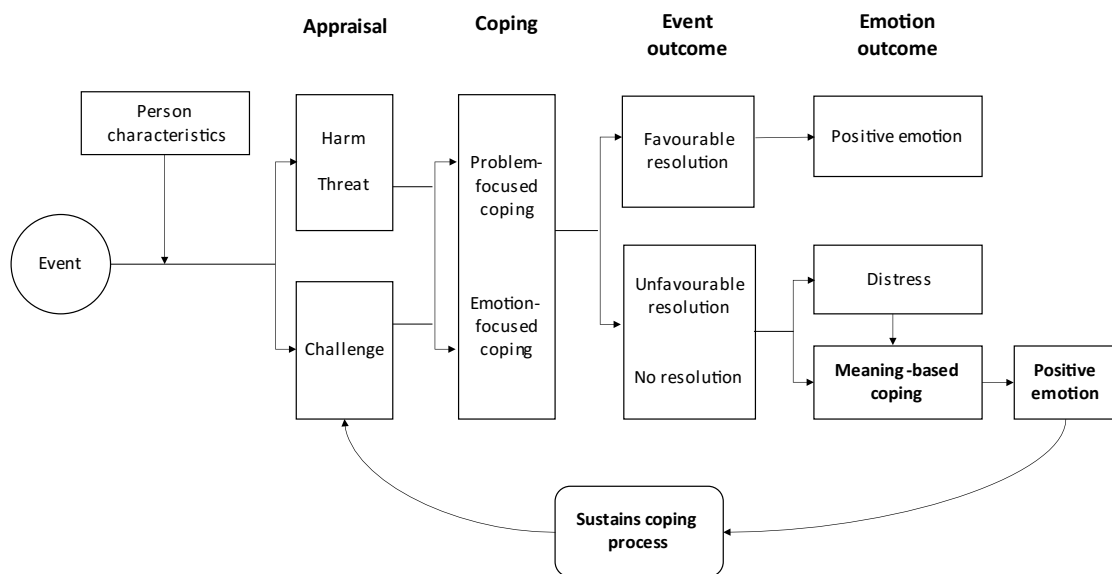 Appraisal
Coping
Event
outcome
Emotion
outcome
Person
characteristics
Event
Harm
Threat
Challenge
Problem-
focused
coping
Emotion-
focused
coping
Favourable
resolution
Unfavourable
resolution
No resolution
Positive emotion
Distress
Meaning-based
coping
Positive
emotion
Sustains coping
process